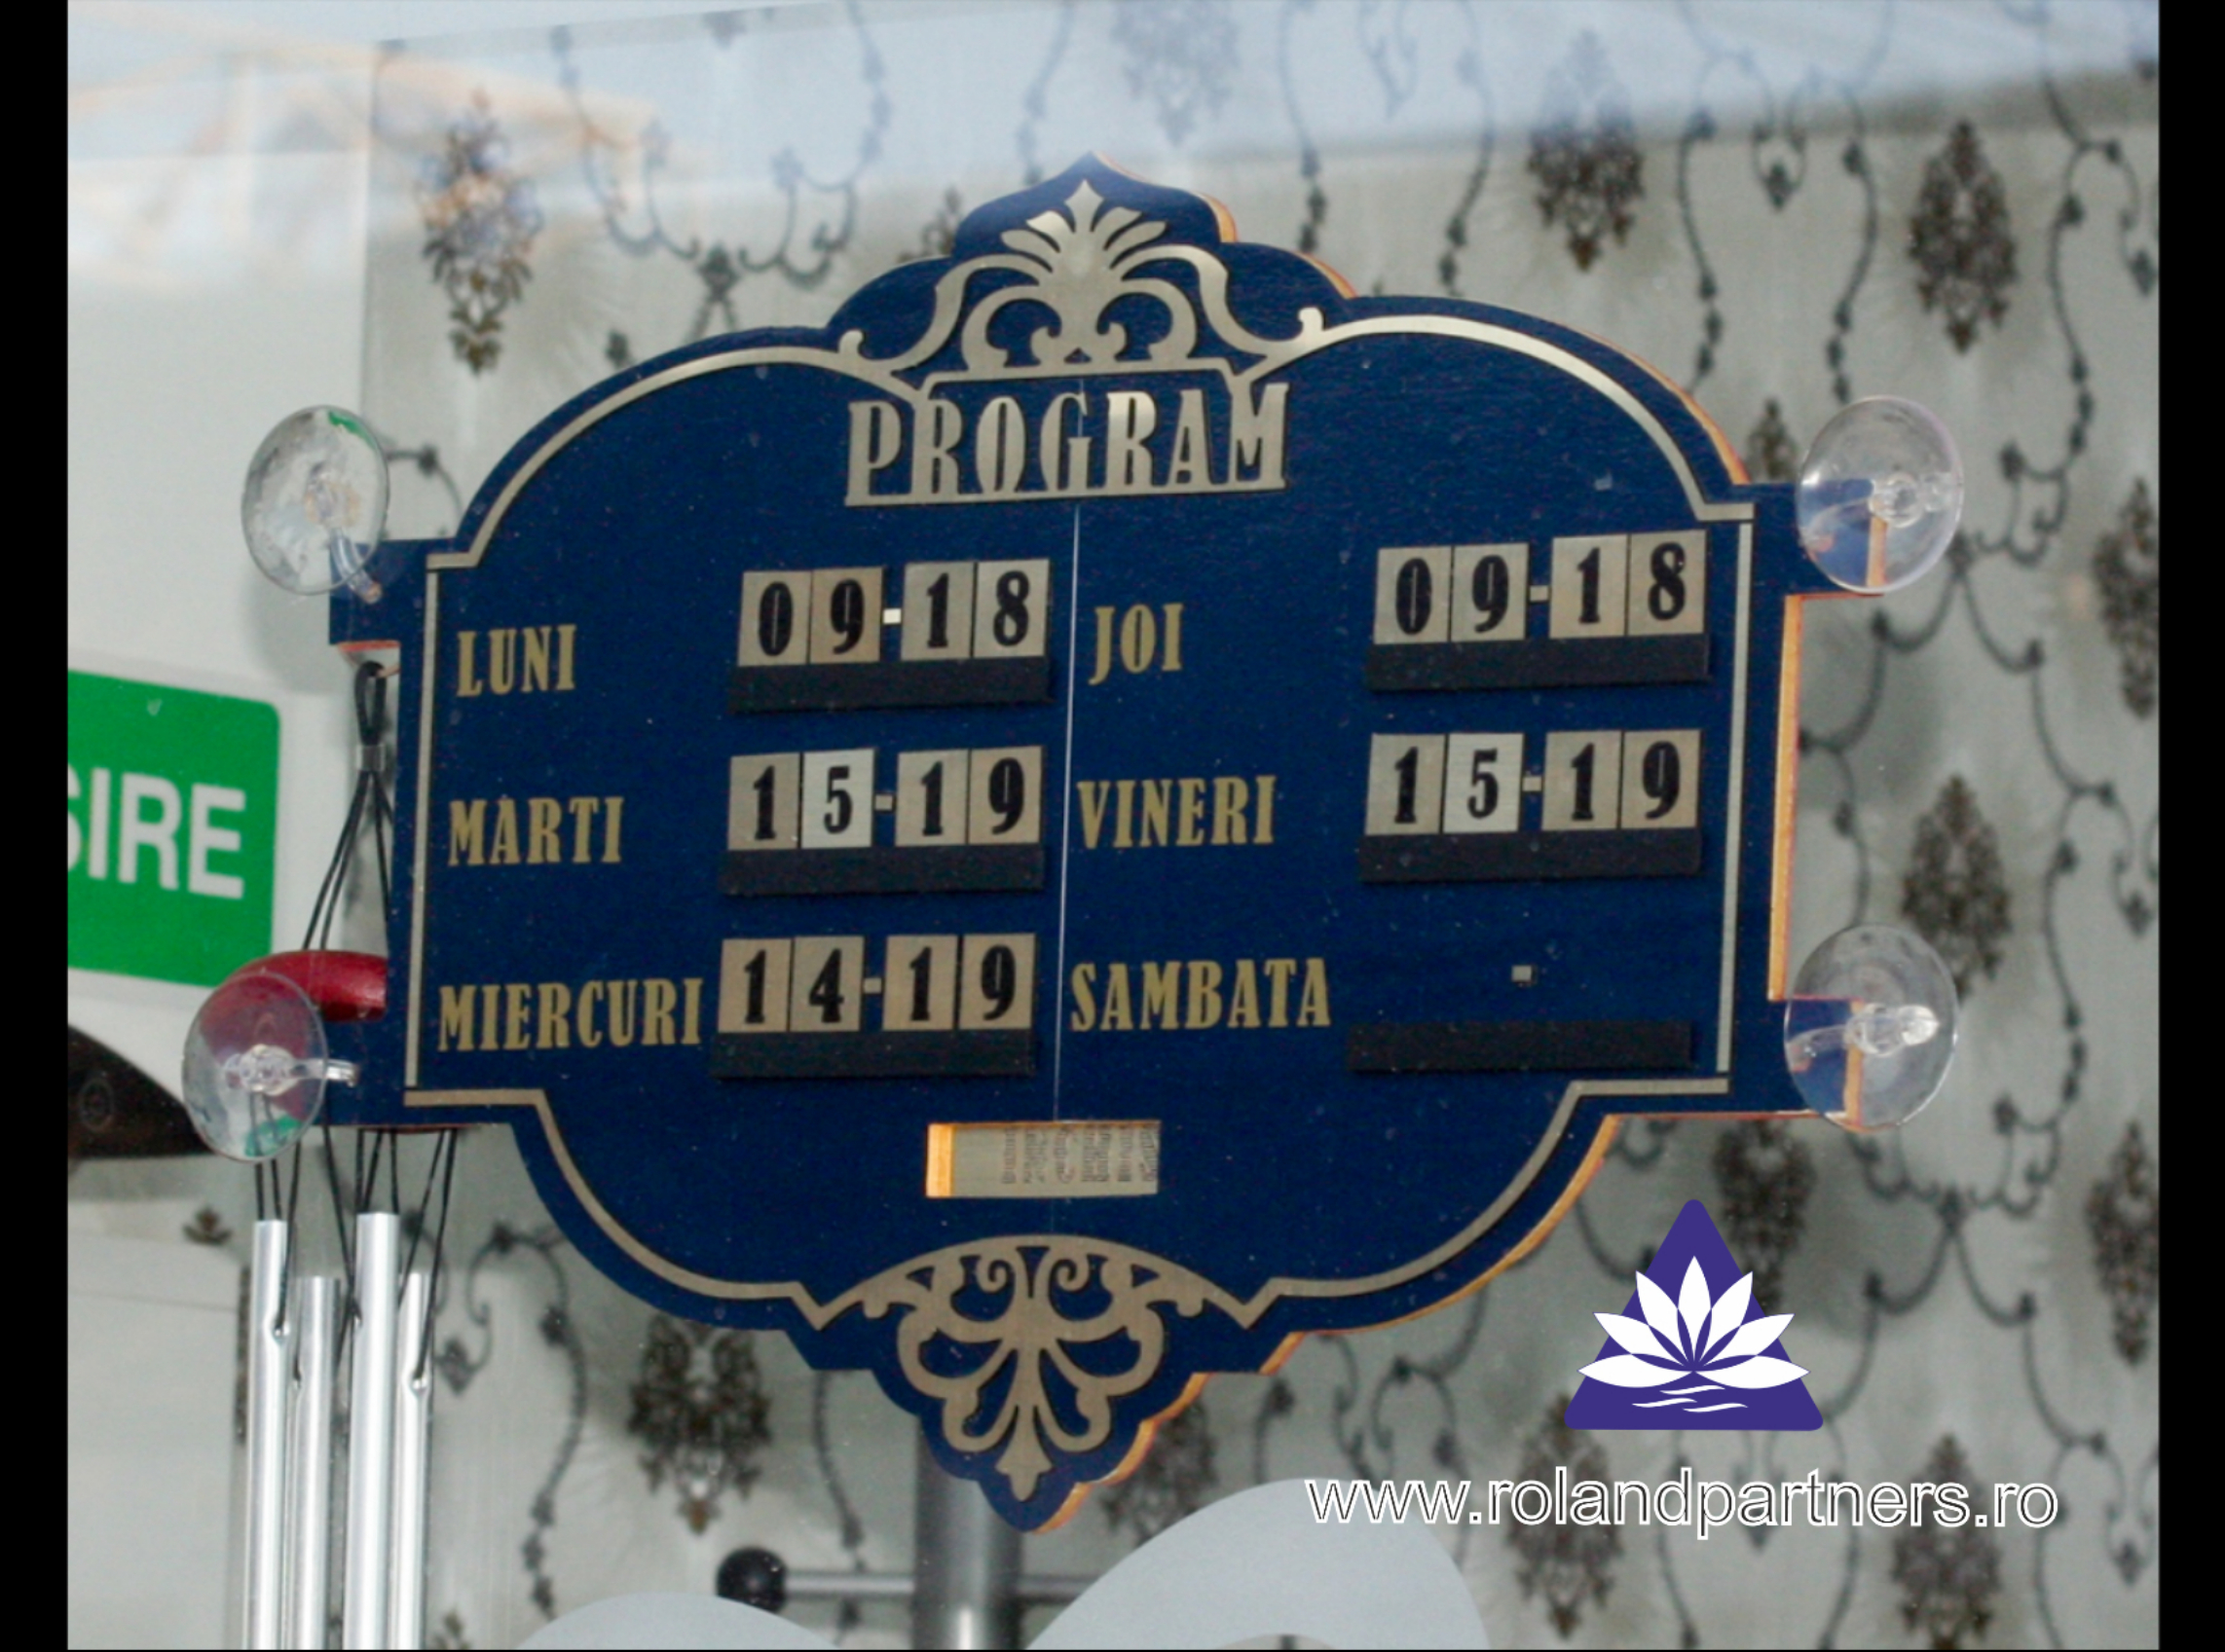 PROGRAM
LUNI 09-18
MARTI 15-19
MIERCURI 14-19
JOI 09-18
VINERI 15-19
SAMBATA -
SIRE
www.rolandpartners.ro